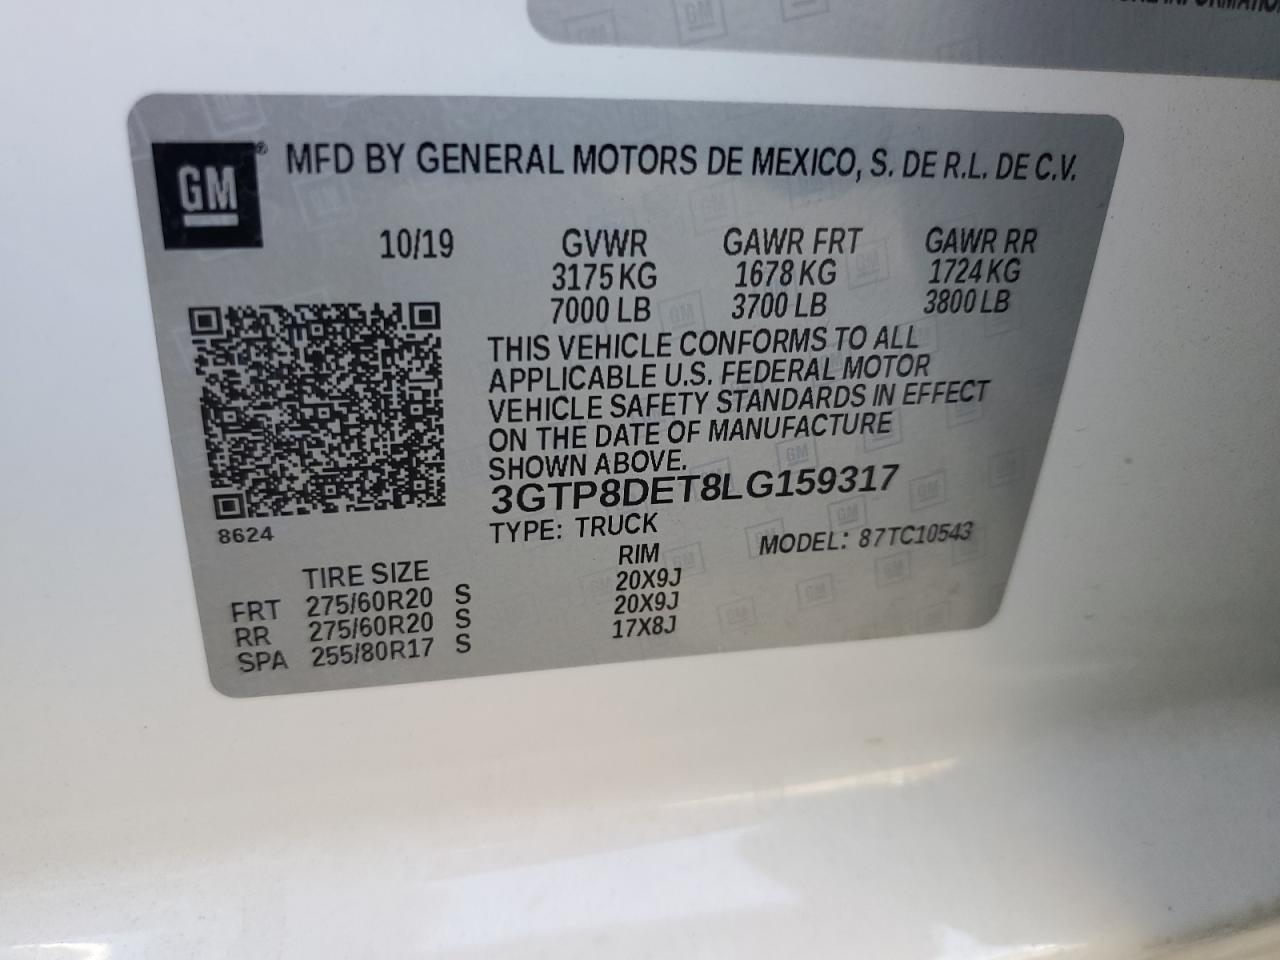 GM® MFD BY GENERAL MOTORS DE MEXICO, S. DE R.L. DE C.V.
10/19 GVWR GAWR FRT GAWR RR
3175 KG 1678 KG 1724 KG
7000 LB 3700 LB 3800 LB
THIS VEHICLE CONFORMS TO ALL
APPLICABLE U.S. FEDERAL MOTOR
VEHICLE SAFETY STANDARDS IN EFFECT
ON THE DATE OF MANUFACTURE
SHOWN ABOVE.
3GTP8DET8LG159317
8624
TYPE: TRUCK MODEL: 87TC10543
TIRE SIZE RIM
FRT 275/60R20 S 20X9J
RR 275/60R20 S 20X9J
SPA 255/80R17 S 17X8J